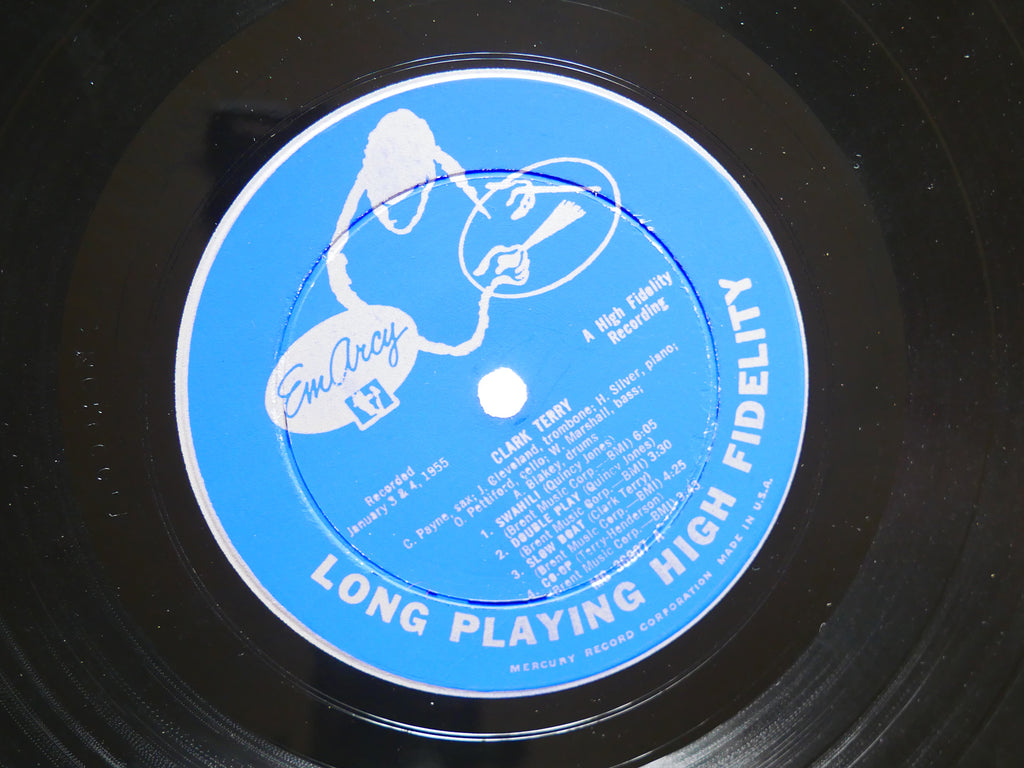 EmArcy
A High Fidelity
Recording
Recorded
January 3 & 4, 1955
CLARK TERRY
C. Payne, sax; J. Cleveland, trombone; H. Silver, piano;
O. Pettiford, cello; W. Marshall, bass;
A. Blakey, drums
1. SWAHILI (Quincy Jones)
(Brent Music Corp.—BMI) 6:05
2. DOUBLE PLAY (Quincy Jones)
(Brent Music Corp.—BMI) 3:30
3. SLOW BOAT (Clark Terry)
(Brent Music Corp.—BMI) 4:25
4. CO-OP (Terry-Henderson)
(Brent Music Corp.—BMI)
LONG PLAYING HIGH FIDELITY
MERCURY RECORD CORPORATION MADE IN U.S.A.